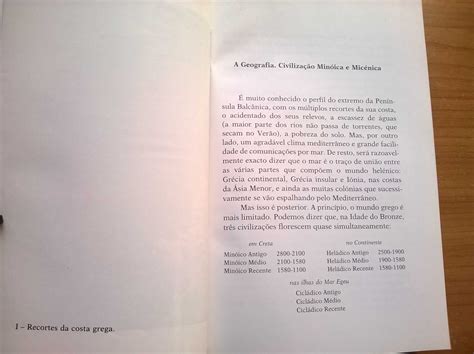 I – Recortes da costa grega.
A Geografia. Civilização Minóica e Micénica
É muito conhecido o perfil do extremo da Penín-
sula Balcânica, com os múltiplos recortes da sua costa,
o acidentado dos seus relevos, a escassez de águas
(a maior parte dos rios não passa de torrentes, que
secam no Verão), a pobreza do solo. Mas, por outro
lado, um agradável clima mediterrâneo e grande facili-
dade de comunicações por mar. De resto, será razoavel-
mente exacto dizer que o mar é o traço de união entre
as várias partes que compõem o mundo helénico:
Grécia continental, Grécia insular e Iónia, nas costas
da Ásia Menor, e ainda as muitas colónias que sucessi-
vamente se vão espalhando pelo Mediterrâneo.
Mas isso é posterior. A princípio, o mundo grego é
mais limitado. Podemos dizer que, na Idade do Bronze,
três civilizações florescem quase simultaneamente:
em Creta no Continente
Minóico Antigo 2800-2100 Heládico Antigo 2500-1900
Minóico Médio 2100-1580 Heládico Médio 1900-1580
Minóico Recente 1580-1100 Heládico Recente 1580-1100
nas ilhas do Mar Egeu
Cicládico Antigo
Cicládico Médio
Cicládico Recente